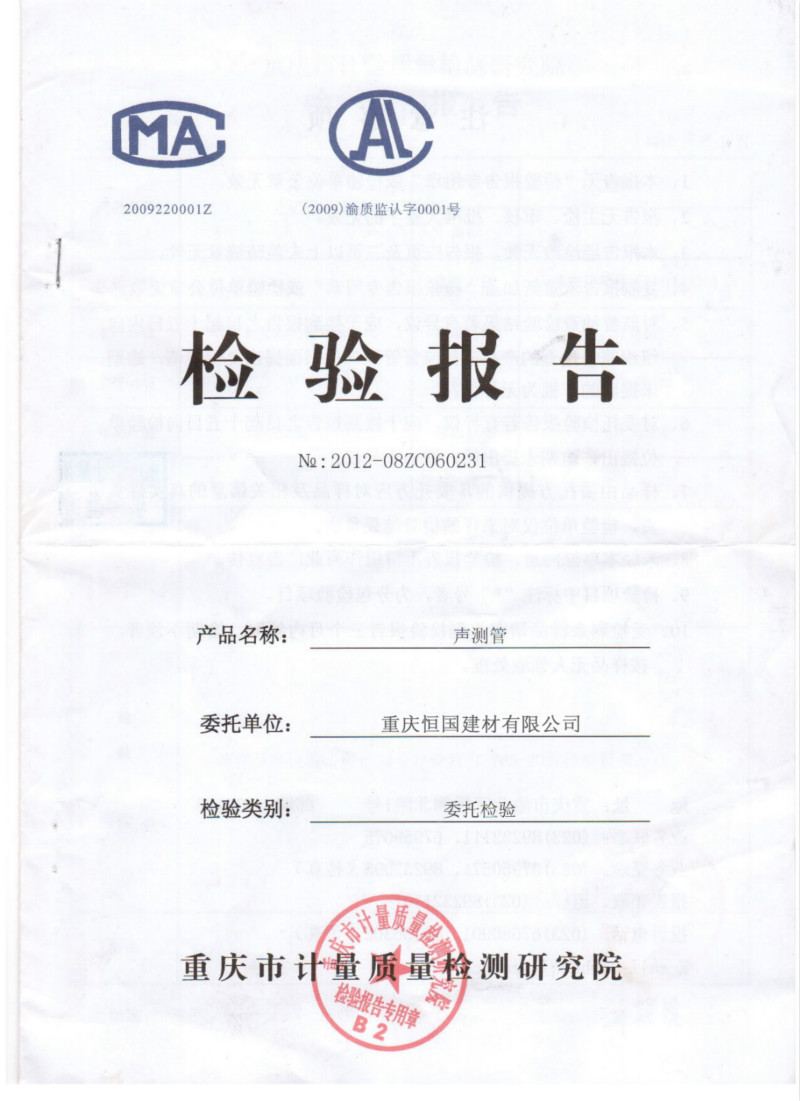 CMA
CAL
2009220001Z
(2009)渝质监认字0001号
检验报告
№:2012-08ZC060231
产品名称: 声测管
委托单位: 重庆恒国建材有限公司
检验类别: 委托检验
重庆市计量质量检测研究院
重庆市计量质量检测研究院
检验报告专用章
B2